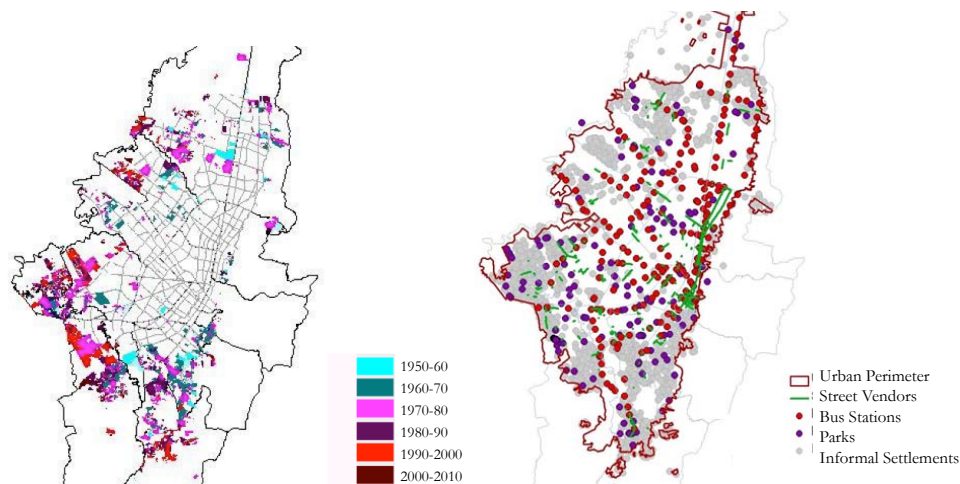 1950-60
1960-70
1970-80
1980-90
1990-2000
2000-2010
Urban Perimeter
Street Vendors
Bus Stations
Parks
Informal Settlements